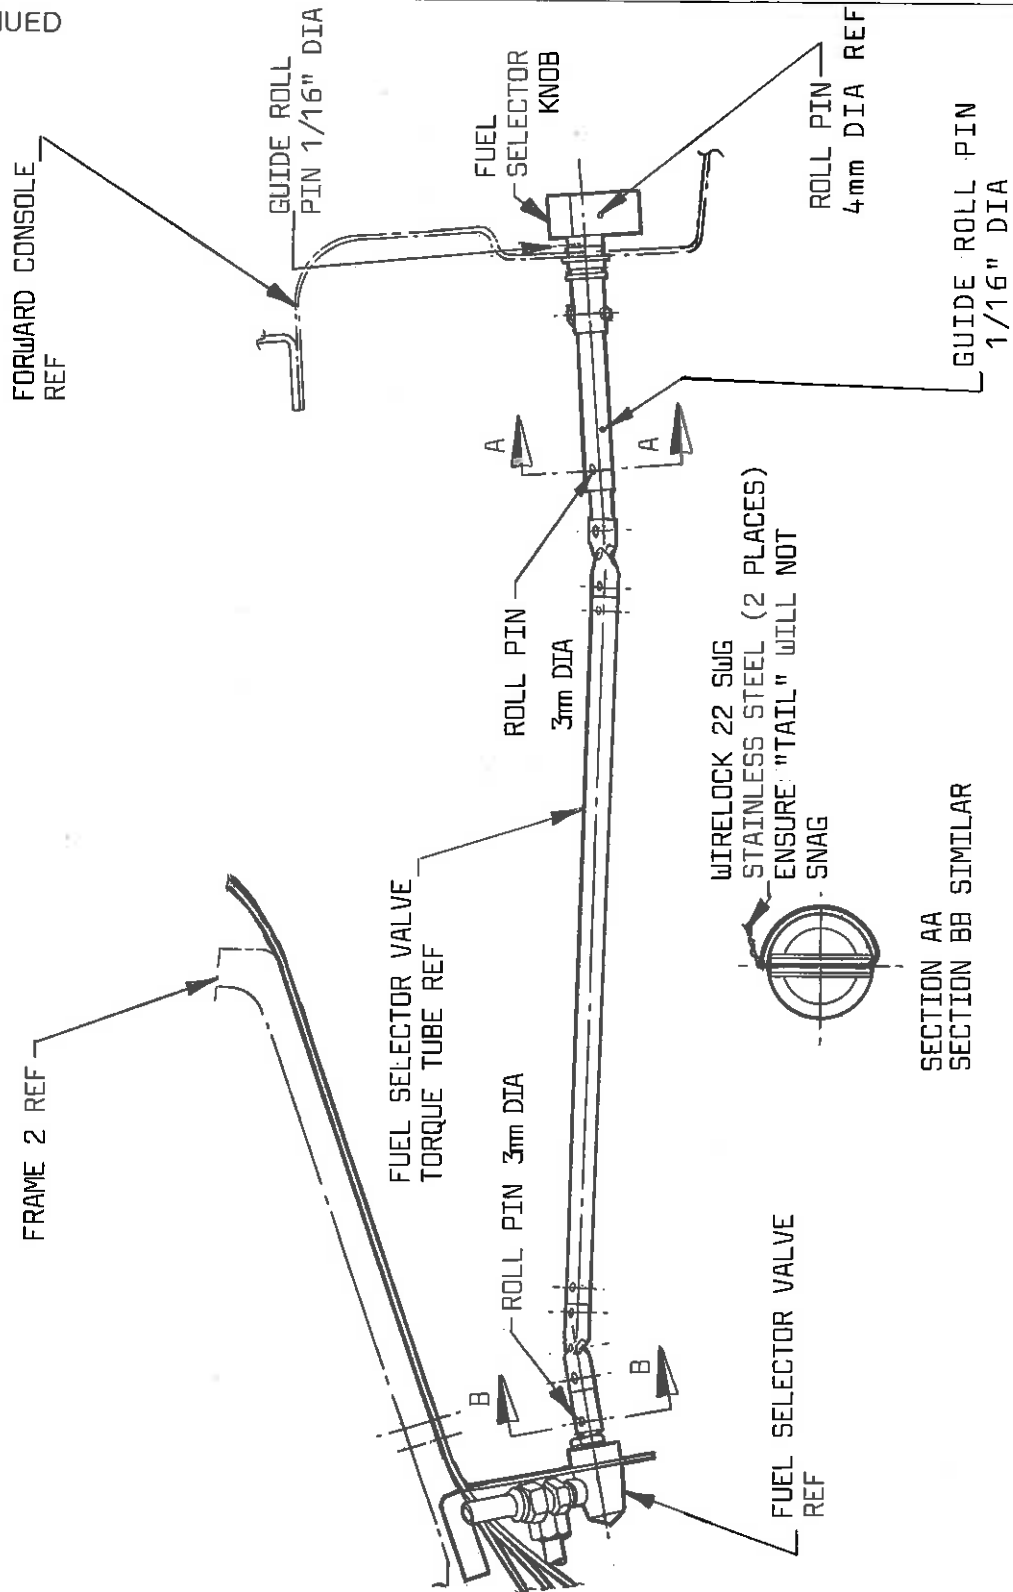 NUED
FORWARD CONSOLE
REF
GUIDE ROLL
PIN 1/16" DIA
FUEL
SELECTOR
KNOB
ROLL PIN
4mm DIA REF
GUIDE ROLL PIN
1/16" DIA
A
A
ROLL PIN
3mm DIA
WIRELOCK 22 SWG
STAINLESS STEEL (2 PLACES)
ENSURE "TAIL" WILL NOT
SNAG
SECTION AA
SECTION BB SIMILAR
FRAME 2 REF
FUEL SELECTOR VALVE
TORQUE TUBE REF
ROLL PIN 3mm DIA
B
B
FUEL SELECTOR VALVE
REF